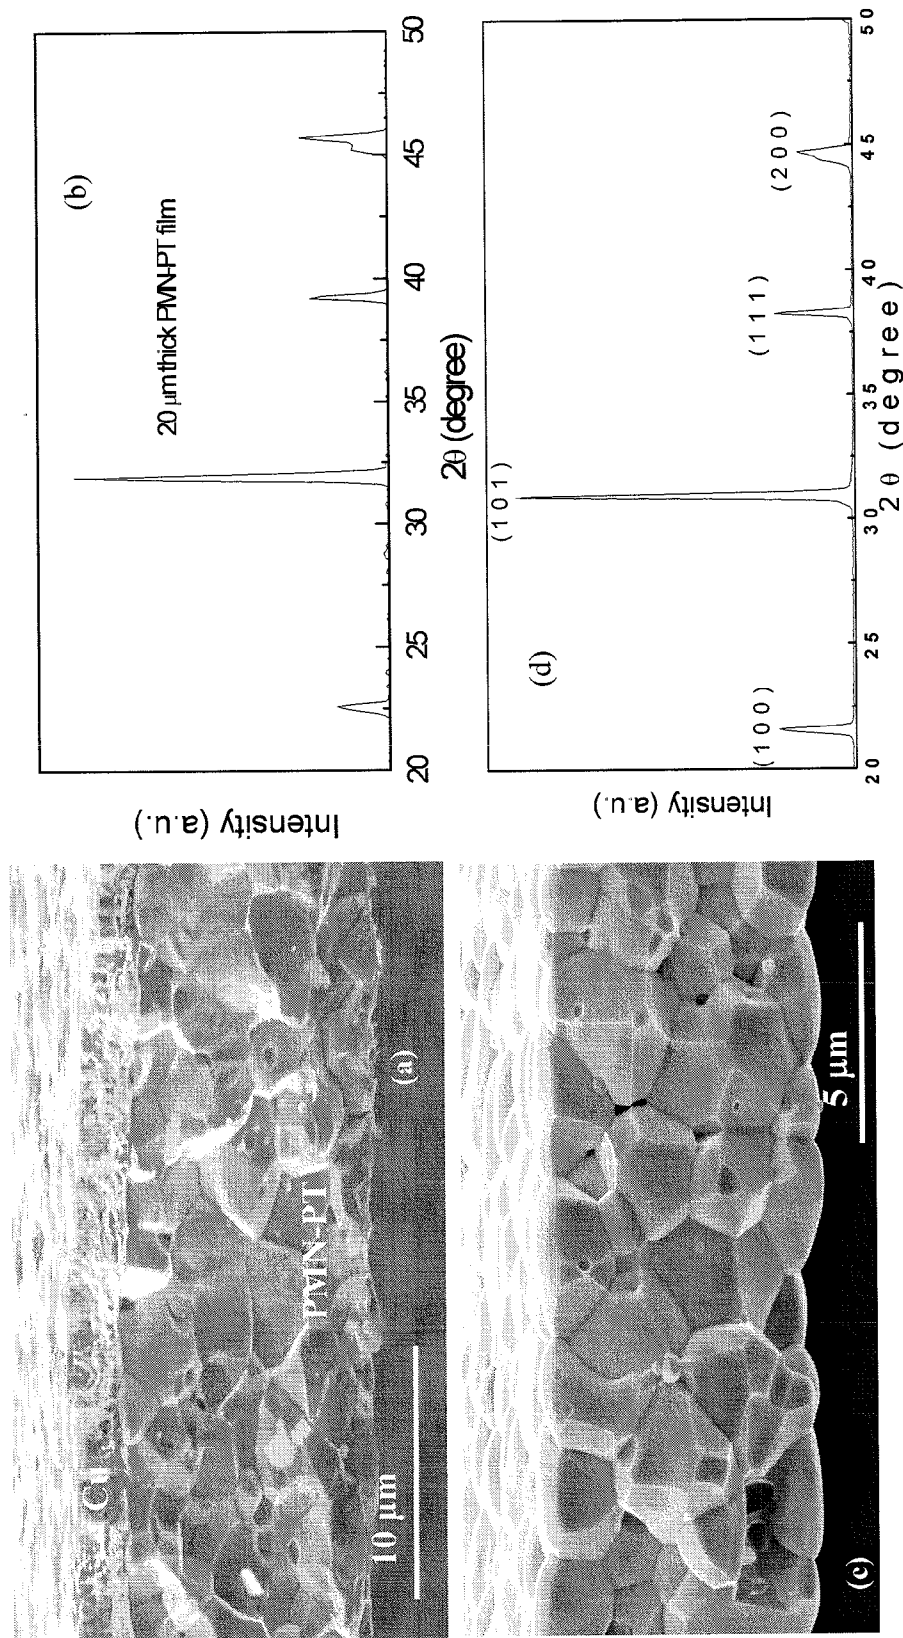 Cu
PMN-PT
10 μm
(a)
Intensity (a.u.)
(b)
20 μm thick PMN-PT film
20 25 30 35 40 45 50
2θ (degree)
5 μm
(c)
Intensity (a.u.)
(d)
(100)
(101)
(111)
(200)
20 25 30 35 40 45 50
2θ (degree)